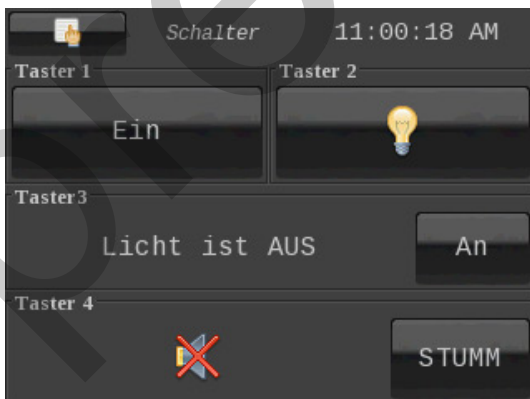 Schalter 11:00:18 AM
Taster 1 Taster 2
Ein
Taster3
Licht ist AUS An
Taster 4
STUMM